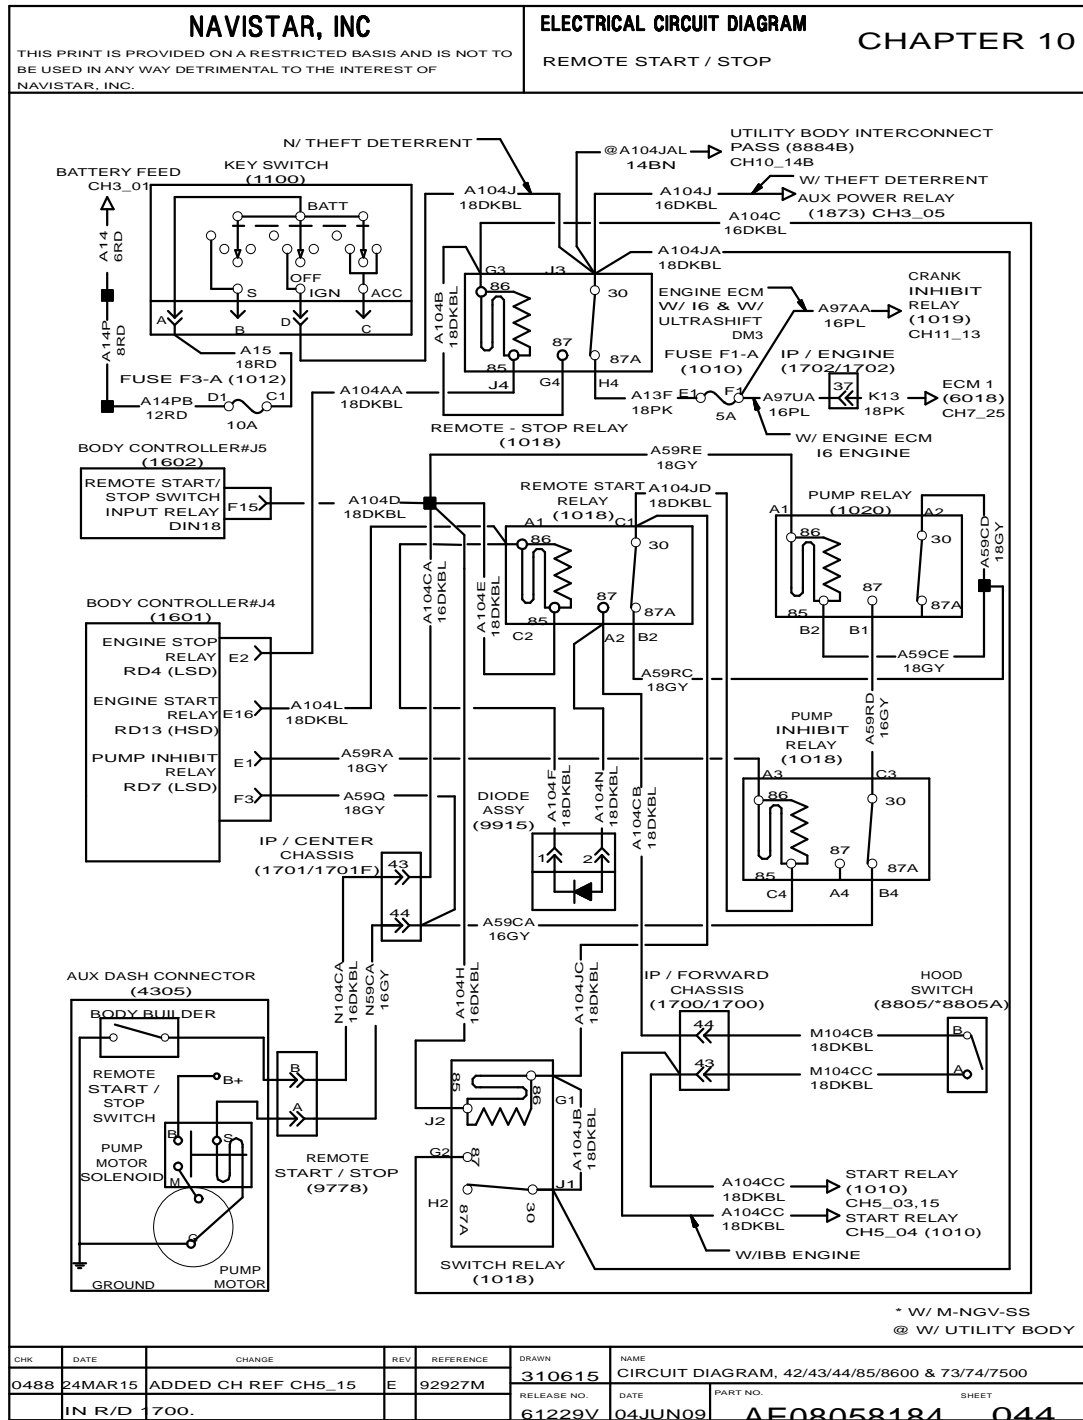 NAVISTAR, INC
THIS PRINT IS PROVIDED ON A RESTRICTED BASIS AND IS NOT TO
BE USED IN ANY WAY DETRIMENTAL TO THE INTEREST OF
NAVISTAR, INC.
ELECTRICAL CIRCUIT DIAGRAM
REMOTE START / STOP
CHAPTER 10
N/ THEFT DETERRENT
@A104JAL
14BN
UTILITY BODY INTERCONNECT
PASS (8884B)
CH10_14B
BATTERY FEED
CH3_01
KEY SWITCH
(1100)
BATT
OFF
S
IGN
ACC
A
B
D
C
A14
6RD
A14P
8RD
A15
18RD
FUSE F3-A (1012)
A14PB
12RD
D1
C1
10A
A104J
18DKBL
A104J
16DKBL
W/ THEFT DETERRENT
AUX POWER RELAY
(1873) CH3_05
A104C
16DKBL
A104JA
18DKBL
A104B
18DKBL
G3
J3
86
30
87
87A
85
J4
G4
H4
A104AA
18DKBL
REMOTE - STOP RELAY
(1018)
ENGINE ECM
W/ I6 & W/
ULTRASHIFT
DM3
FUSE F1-A
(1010)
A13F
18PK
E1
F1
5A
A97AA
16PL
CRANK
INHIBIT
RELAY
(1019)
CH11_13
IP / ENGINE
(1702/1702)
37
A97UA
16PL
K13
18PK
ECM 1
(6018)
CH7_25
W/ ENGINE ECM
I6 ENGINE
BODY CONTROLLER#J5
(1602)
REMOTE START/
STOP SWITCH
INPUT RELAY
DIN18
F15
A104D
18DKBL
A59RE
18GY
REMOTE START
RELAY
(1018)
A104JD
18DKBL
A1
C1
86
30
87
85
87A
C2
A2
B2
A104CA
16DKBL
A104E
18DKBL
PUMP RELAY
(1020)
A1
A2
86
30
87
85
87A
B2
B1
A59CD
18GY
A59CE
18GY
A59RC
18GY
A59RD
16GY
BODY CONTROLLER#J4
(1601)
ENGINE STOP
RELAY
RD4 (LSD)
E2
ENGINE START
RELAY
RD13 (HSD)
E16
A104L
18DKBL
PUMP INHIBIT
RELAY
RD7 (LSD)
E1
A59RA
18GY
F3
A59Q
18GY
A104F
18DKBL
A104N
18DKBL
A104CB
18DKBL
DIODE
ASSY
(9915)
1
2
PUMP
INHIBIT
RELAY
(1018)
A3
C3
86
30
87
85
87A
C4
A4
B4
IP / CENTER
CHASSIS
(1701/1701F)
43
44
A59CA
16GY
N104CA
16DKBL
N59CA
16GY
A104H
16DKBL
A104JC
18DKBL
IP / FORWARD
CHASSIS
(1700/1700)
44
43
M104CB
18DKBL
M104CC
18DKBL
HOOD
SWITCH
(8805/*8805A)
B
A
AUX DASH CONNECTOR
(4305)
BODY BUILDER
REMOTE
START /
STOP
SWITCH
B+
B
S
M
PUMP
MOTOR
SOLENOID
G
GROUND
PUMP
MOTOR
B
A
REMOTE
START / STOP
(9778)
85
86
J2
G1
G2
87
H2
87A
30
J1
A104JB
18DKBL
SWITCH RELAY
(1018)
A104CC
18DKBL
START RELAY
(1010)
CH5_03,15
A104CC
18DKBL
START RELAY
CH5_04 (1010)
W/IBB ENGINE
* W/ M-NGV-SS
@ W/ UTILITY BODY
CHK DATE CHANGE REV REFERENCE
0488 24MAR15 ADDED CH REF CH5_15 E 92927M
IN R/D 1700.
DRAWN
310615
NAME
CIRCUIT DIAGRAM, 42/43/44/85/8600 & 73/74/7500
RELEASE NO.
61229V
DATE
04JUN09
PART NO.
AE08058184
SHEET
044